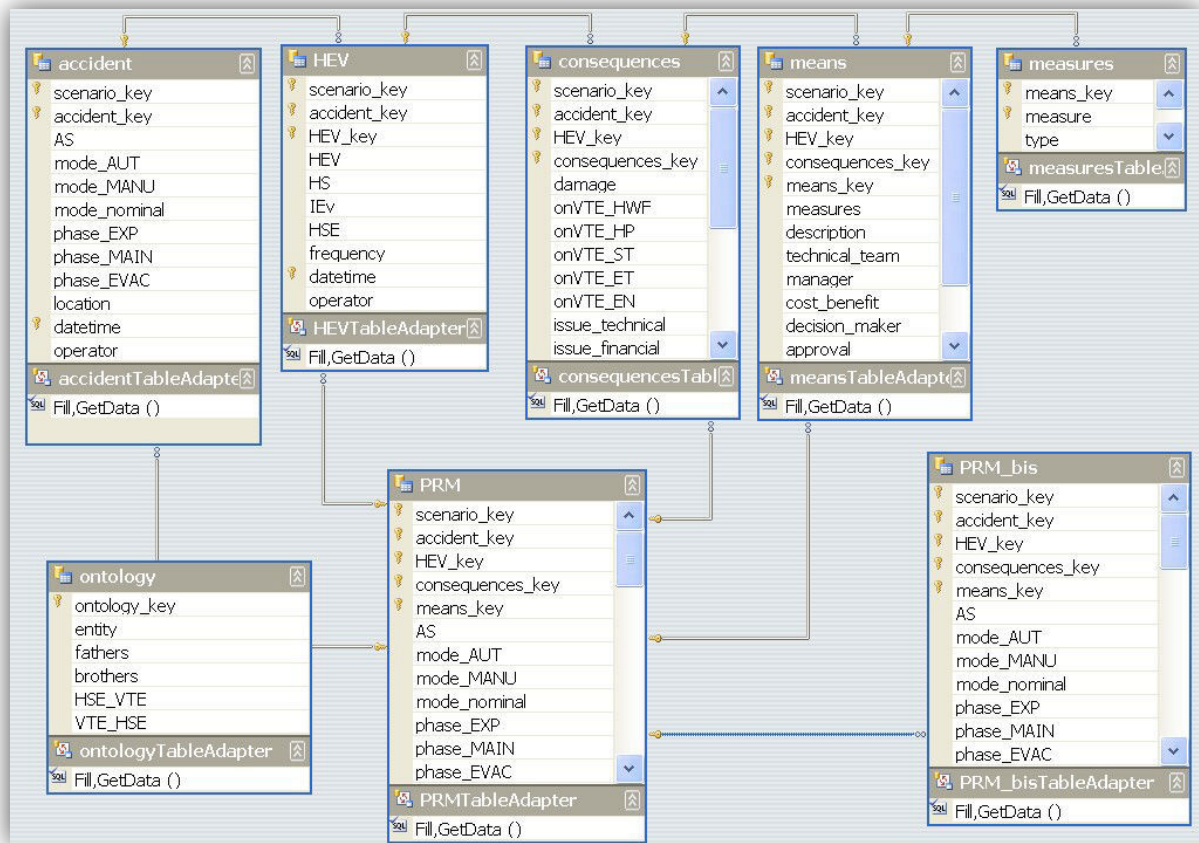 accident
scenario_key
accident_key
AS
mode_AUT
mode_MANU
mode_nominal
phase_EXP
phase_MAIN
phase_EVAC
location
datetime
operator
accidentTableAdapte
Fill,GetData ()
HEV
scenario_key
accident_key
HEV_key
HEV
HS
IEv
HSE
frequency
datetime
operator
HEVTableAdapter
Fill,GetData ()
consequences
scenario_key
accident_key
HEV_key
consequences_key
damage
onVTE_HWF
onVTE_HP
onVTE_ST
onVTE_ET
onVTE_EN
issue_technical
issue_financial
consequencesTabl
Fill,GetData ()
means
scenario_key
accident_key
HEV_key
consequences_key
means_key
measures
description
technical_team
manager
cost_benefit
decision_maker
approval
meansTableAdapte
Fill,GetData ()
measures
means_key
measure
type
measuresTable
Fill,GetData ()
ontology
ontology_key
entity
fathers
brothers
HSE_VTE
VTE_HSE
ontologyTableAdapter
Fill,GetData ()
PRM
scenario_key
accident_key
HEV_key
consequences_key
means_key
AS
mode_AUT
mode_MANU
mode_nominal
phase_EXP
phase_MAIN
phase_EVAC
PRMTableAdapter
Fill,GetData ()
PRM_bis
scenario_key
accident_key
HEV_key
consequences_key
means_key
AS
mode_AUT
mode_MANU
mode_nominal
phase_EXP
phase_MAIN
phase_EVAC
PRM_bisTableAdapter
Fill,GetData ()